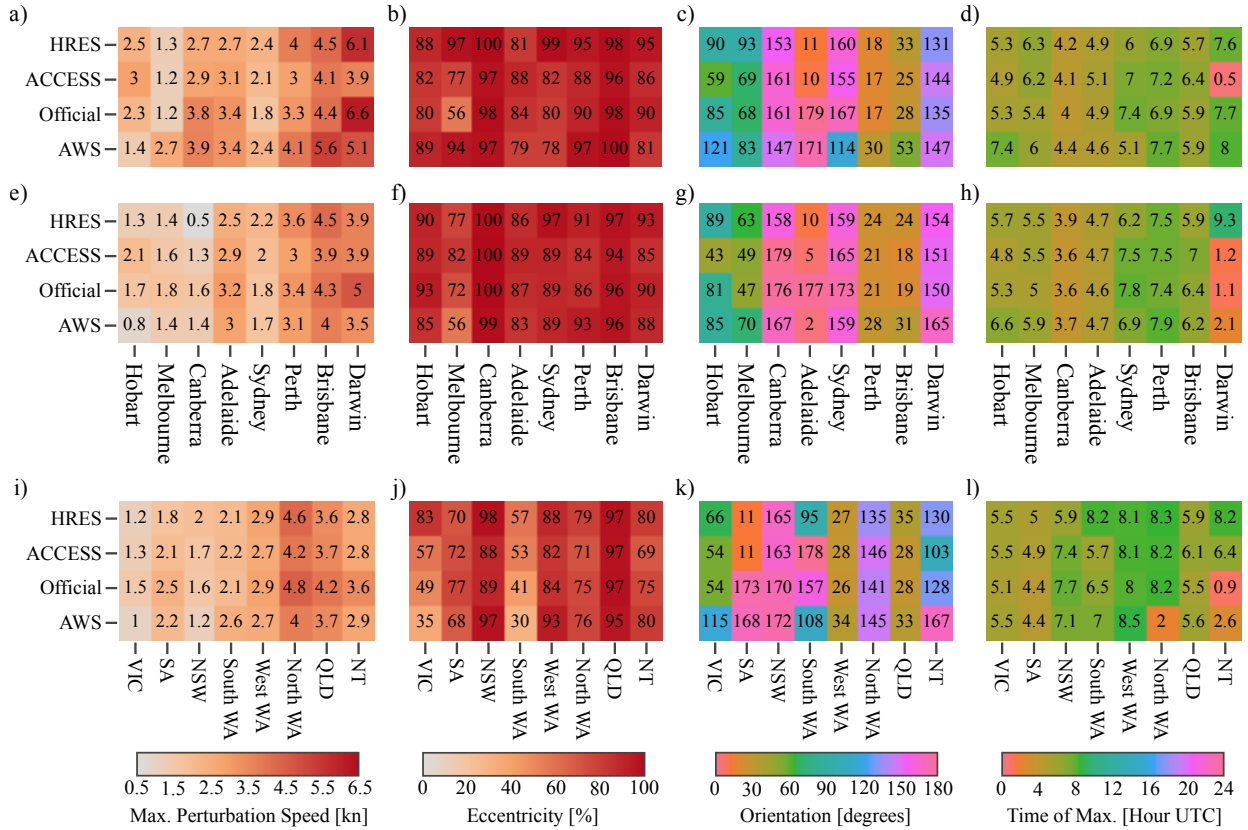 a) b) c) d)
HRES 2.5 1.3 2.7 2.7 2.4 4 4.5 6.1 88 97 100 81 99 95 98 95 90 93 153 11 160 18 33 131 5.3 6.3 4.2 4.9 6 6.9 5.7 7.6
ACCESS 3 1.2 2.9 3.1 2.1 3 4.1 3.9 82 77 97 88 82 88 96 86 59 69 161 10 155 17 25 144 4.9 6.2 4.1 5.1 7 7.2 6.4 0.5
Official 2.3 1.2 3.8 3.4 1.8 3.3 4.4 6.6 80 56 98 84 80 90 98 90 85 68 161 179 167 17 28 135 5.3 5.4 4 4.6 7.4 6.9 5.9 7.7
AWS 1.4 2.7 3.9 3.4 2.4 4.1 5.6 5.1 89 94 97 79 78 97 100 81 121 83 147 171 114 30 53 147 7.4 6 4.4 4.6 5.1 7.7 5.9 8
e) f) g) h)
HRES 1.3 1.4 0.5 2.5 2.2 3.6 4.5 3.9 90 77 100 86 97 91 97 93 89 63 158 10 159 24 24 154 5.7 5.5 3.9 4.7 6.2 7.5 5.9 9.3
ACCESS 2.1 1.6 1.3 2.9 2 3 3.9 3.9 89 82 100 89 89 84 94 85 43 49 179 5 165 21 18 151 4.8 5.5 3.6 4.6 7.5 7.5 7 1.2
Official 1.7 1.8 1.6 3.2 1.8 3.4 4.3 5 93 72 100 87 89 86 96 90 81 47 176 177 173 21 19 150 5.3 5 3.6 4.6 7.8 7.4 6.4 1.1
AWS 0.8 1.4 1.4 3 1.7 3.1 4 3.5 85 56 99 83 89 93 96 88 85 70 167 2 159 28 31 165 6.6 5.9 3.7 4.7 6.9 7.9 6.2 2.1
Hobart Melbourne Canberra Adelaide Sydney Perth Brisbane Darwin Hobart Melbourne Canberra Adelaide Sydney Perth Brisbane Darwin Hobart Melbourne Canberra Adelaide Sydney Perth Brisbane Darwin Hobart Melbourne Canberra Adelaide Sydney Perth Brisbane Darwin
i) j) k) l)
HRES 1.2 1.8 2 2.1 2.9 4.6 3.6 2.8 83 70 98 57 88 79 97 80 66 11 165 95 27 135 35 130 5.5 5 5.9 8.2 8.1 8.3 5.9 8.2
ACCESS 1.3 2.1 1.7 2.2 2.7 4.2 3.7 2.8 57 72 88 53 82 71 97 69 54 11 163 178 28 146 28 103 5.5 4.9 7.4 5.7 8.1 8.2 6.1 6.4
Official 1.5 2.5 1.6 2.1 2.9 4.8 4.2 3.6 49 77 89 41 84 75 97 75 54 173 170 157 26 141 28 128 5.1 4.4 7.7 6.5 8 8.2 5.5 0.9
AWS 1 2.2 1.2 2.6 2.7 4 3.7 2.9 35 68 97 30 93 76 95 80 115 168 172 108 34 145 33 167 5.5 4.4 7.1 7 8.5 2 5.6 2.6
VIC SA NSW South WA West WA North WA QLD NT VIC SA NSW South WA West WA North WA QLD NT VIC SA NSW South WA West WA North WA QLD NT VIC SA NSW South WA West WA North WA QLD NT
0.5 1.5 2.5 3.5 4.5 5.5 6.5 0 20 40 60 80 100 0 30 60 90 120 150 180 0 4 8 12 16 20 24
Max. Perturbation Speed [kn] Eccentricity [%] Orientation [degrees] Time of Max. [Hour UTC]